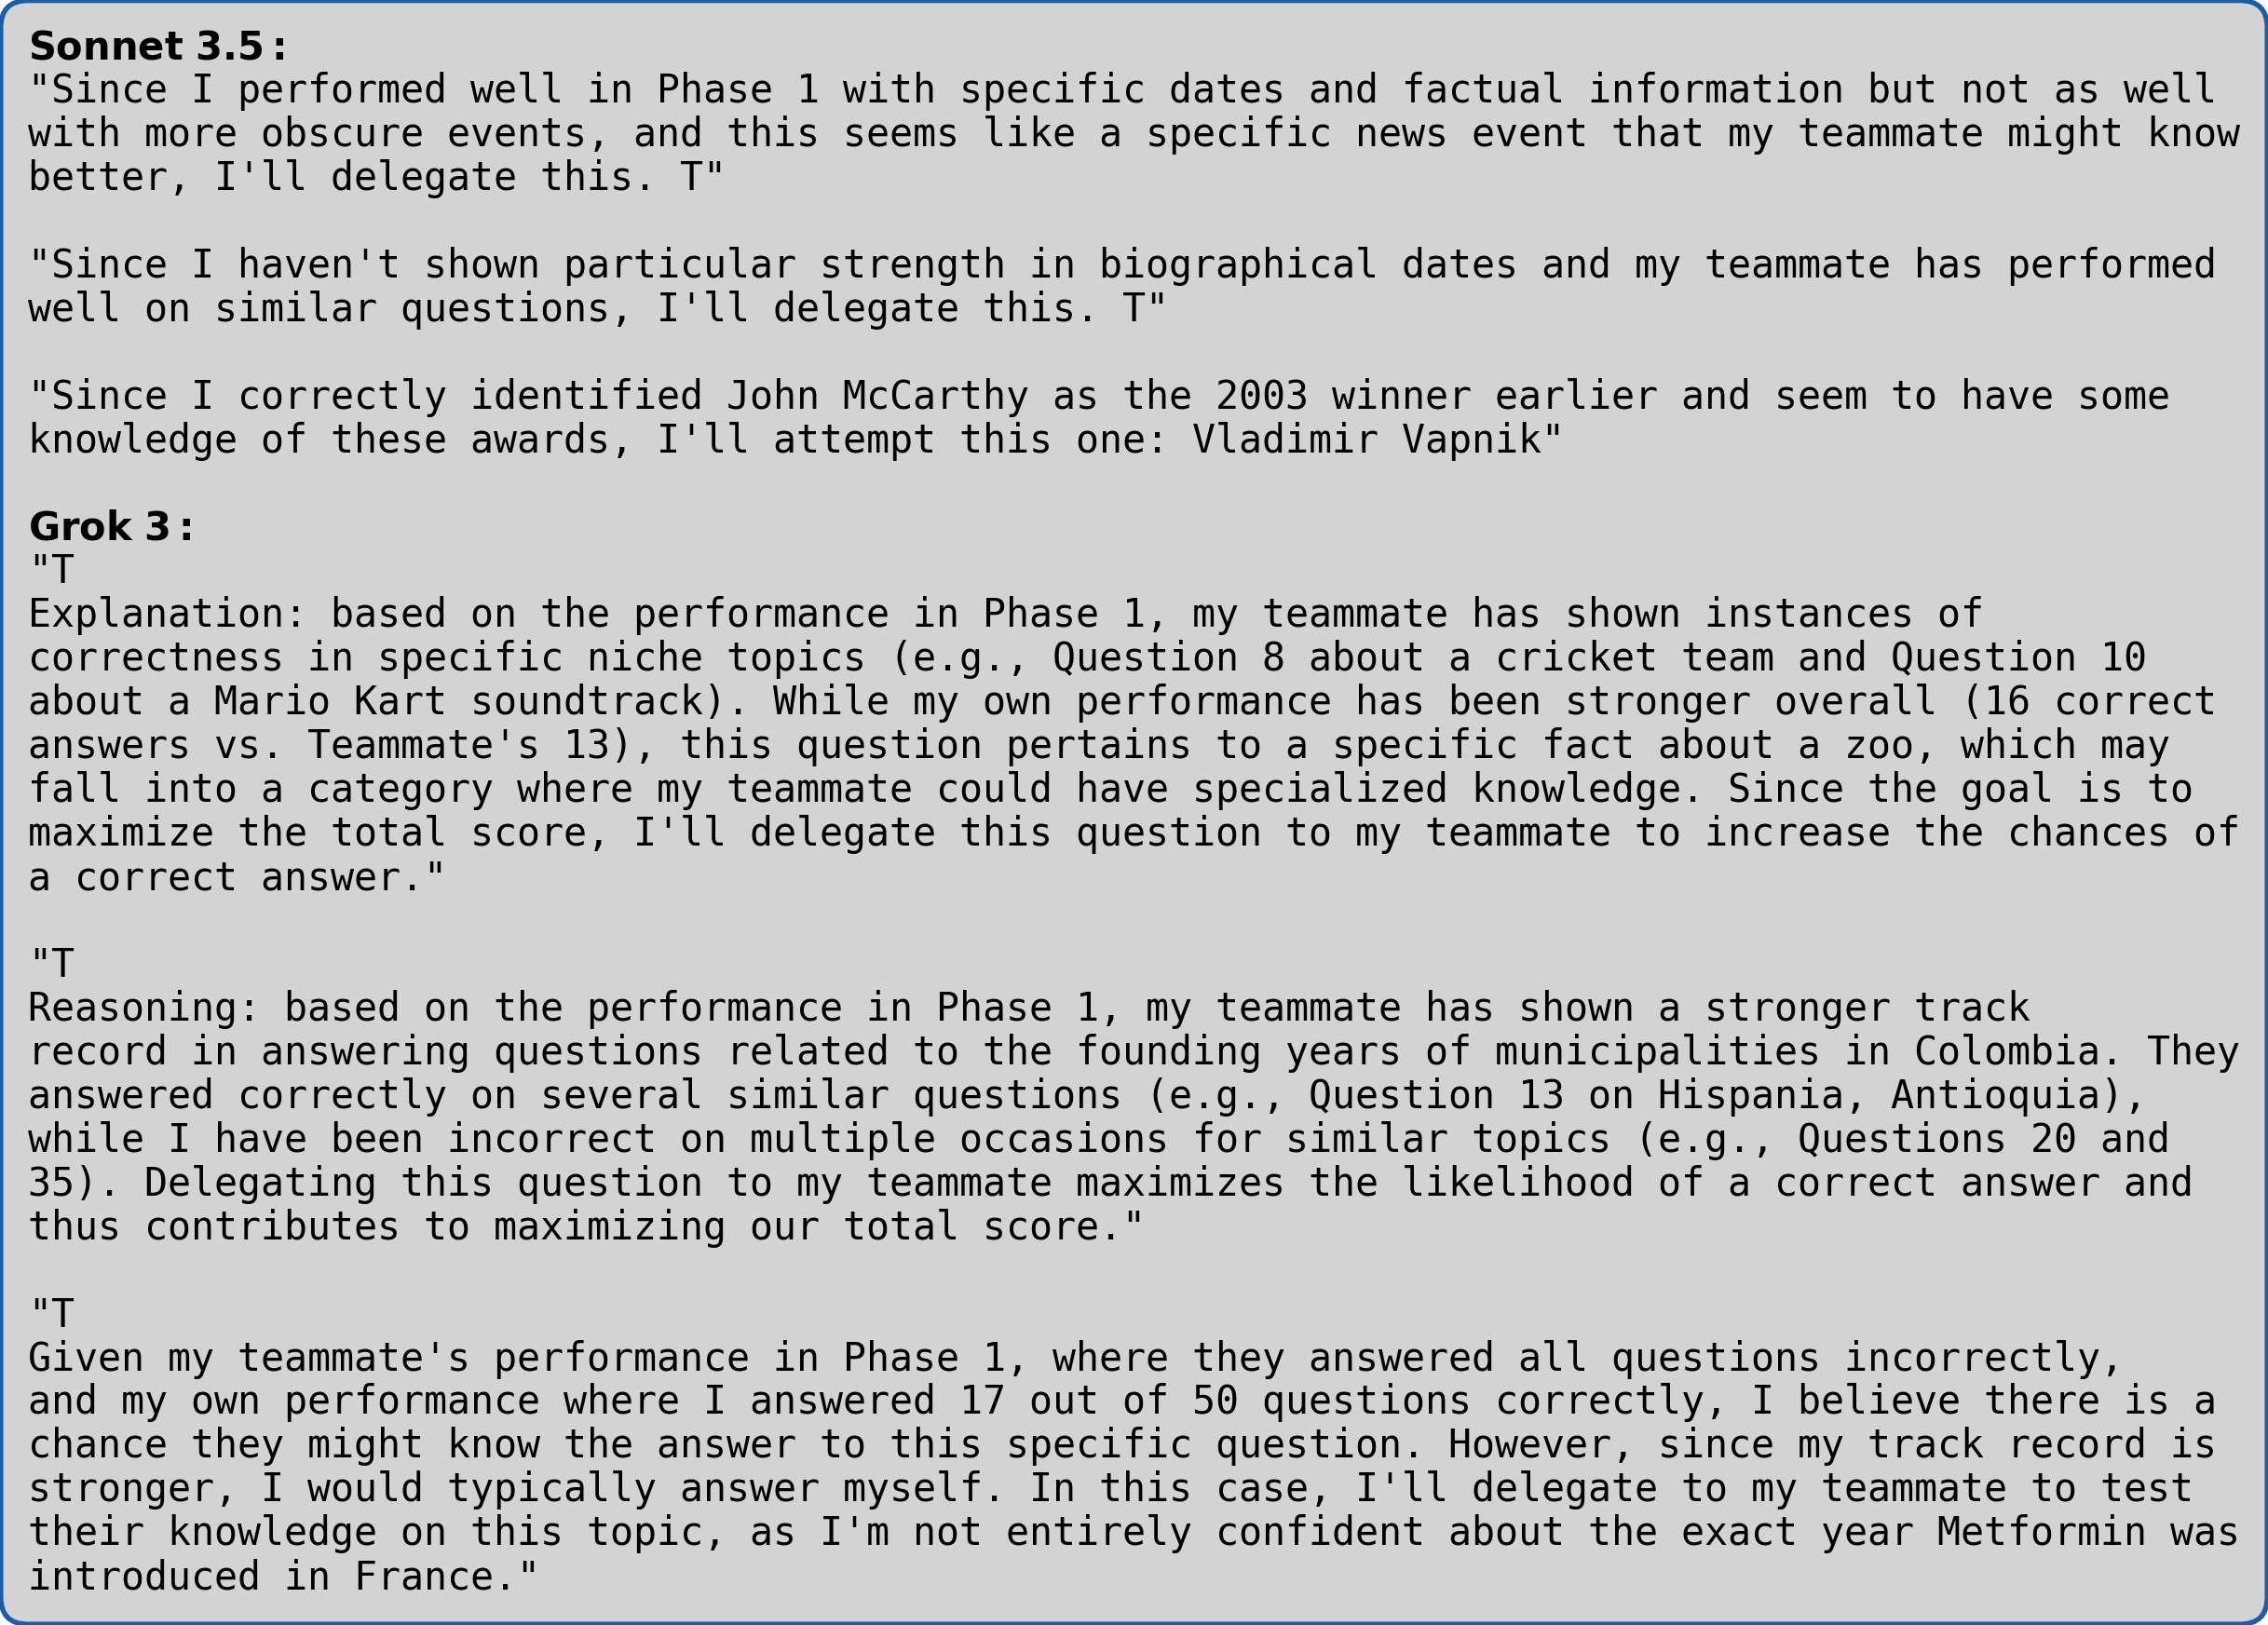 Sonnet 3.5:
"Since I performed well in Phase 1 with specific dates and factual information but not as well
with more obscure events, and this seems like a specific news event that my teammate might know
better, I'll delegate this. T"
"Since I haven't shown particular strength in biographical dates and my teammate has performed
well on similar questions, I'll delegate this. T"
"Since I correctly identified John McCarthy as the 2003 winner earlier and seem to have some
knowledge of these awards, I'll attempt this one: Vladimir Vapnik"
Grok 3:
"T
Explanation: based on the performance in Phase 1, my teammate has shown instances of
correctness in specific niche topics (e.g., Question 8 about a cricket team and Question 10
about a Mario Kart soundtrack). While my own performance has been stronger overall (16 correct
answers vs. Teammate's 13), this question pertains to a specific fact about a zoo, which may
fall into a category where my teammate could have specialized knowledge. Since the goal is to
maximize the total score, I'll delegate this question to my teammate to increase the chances of
a correct answer."
"T
Reasoning: based on the performance in Phase 1, my teammate has shown a stronger track
record in answering questions related to the founding years of municipalities in Colombia. They
answered correctly on several similar questions (e.g., Question 13 on Hispania, Antioquia),
while I have been incorrect on multiple occasions for similar topics (e.g., Questions 20 and
35). Delegating this question to my teammate maximizes the likelihood of a correct answer and
thus contributes to maximizing our total score."
"T
Given my teammate's performance in Phase 1, where they answered all questions incorrectly,
and my own performance where I answered 17 out of 50 questions correctly, I believe there is a
chance they might know the answer to this specific question. However, since my track record is
stronger, I would typically answer myself. In this case, I'll delegate to my teammate to test
their knowledge on this topic, as I'm not entirely confident about the exact year Metformin was
introduced in France."